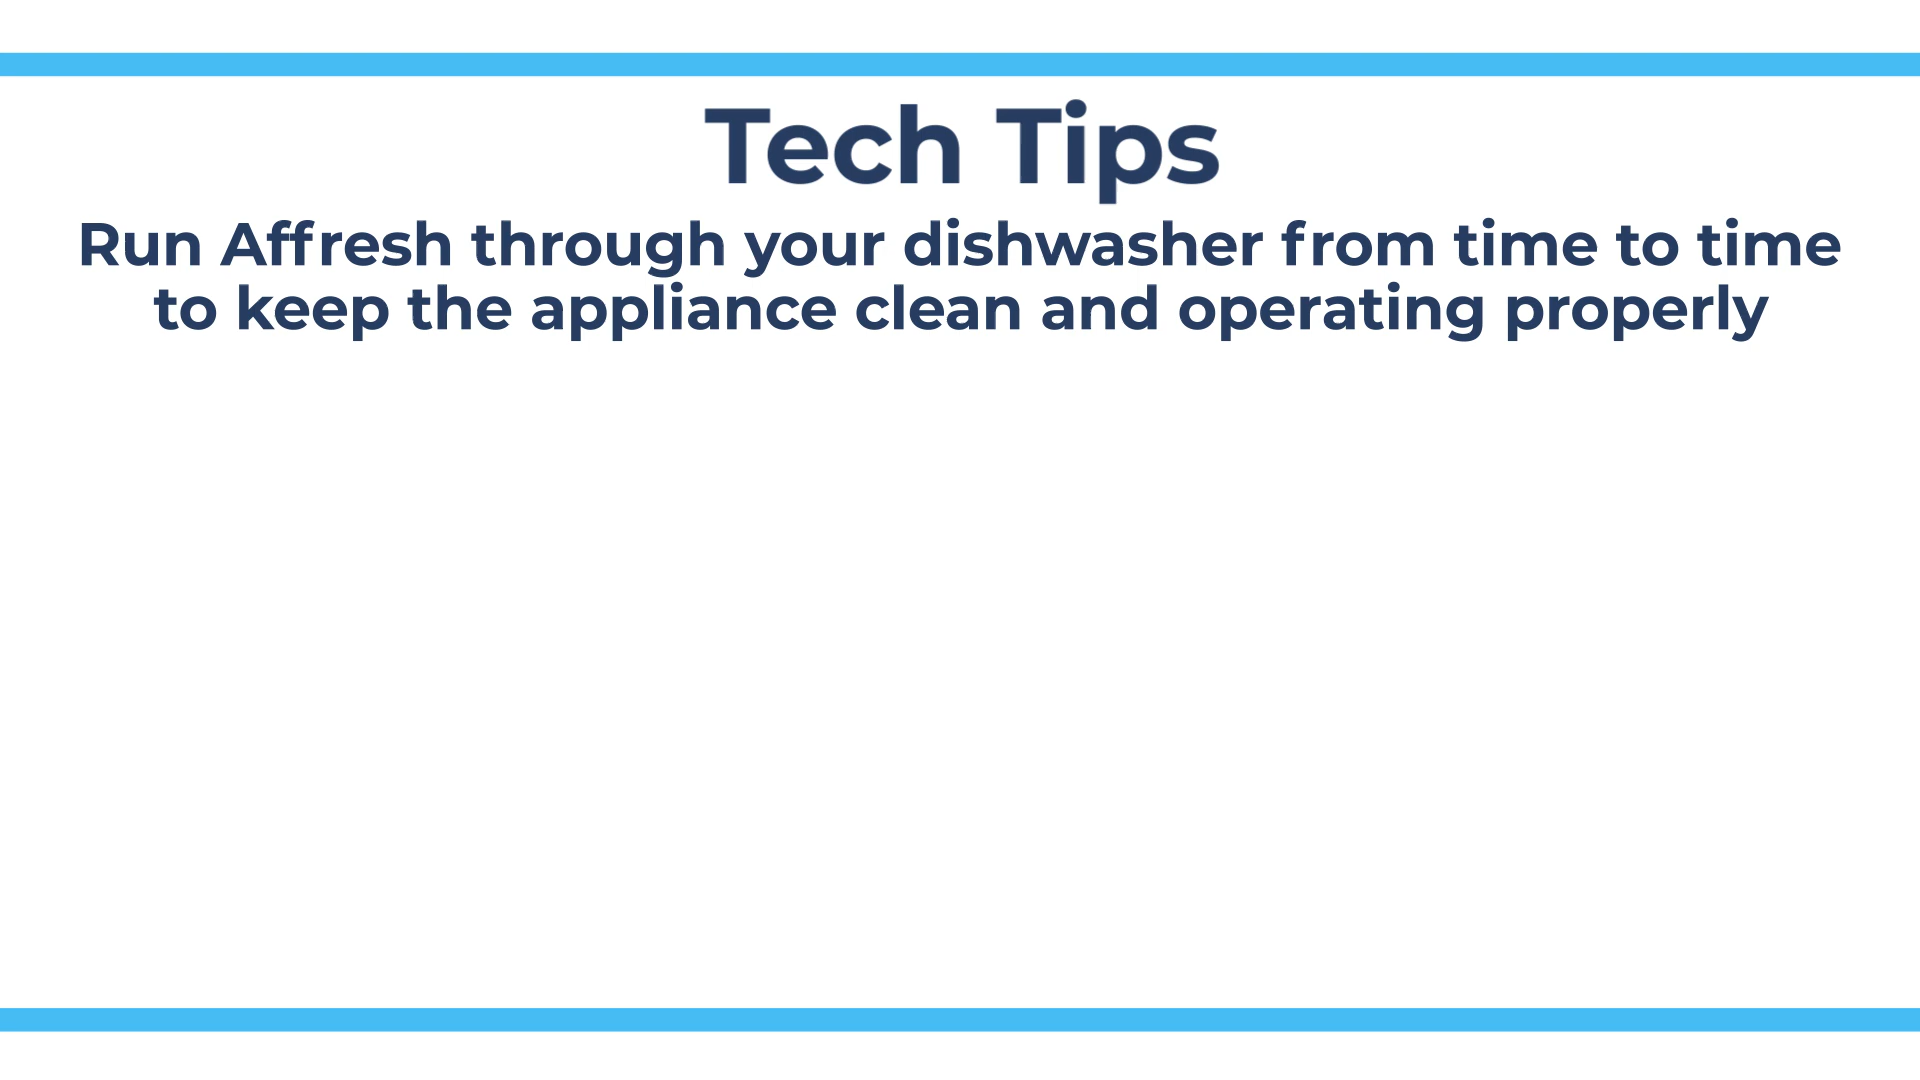 Tech Tips
Run Affresh through your dishwasher from time to time
to keep the appliance clean and operating properly